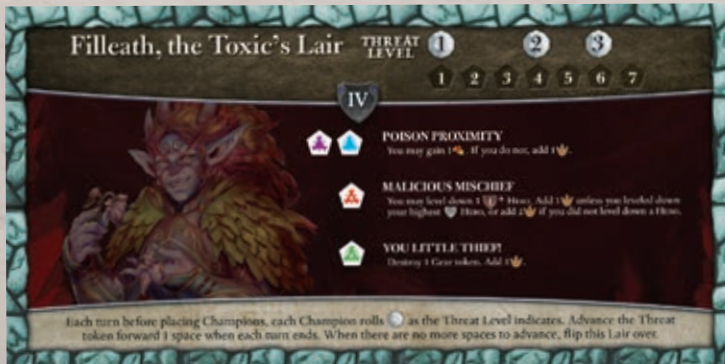 Filleath, the Toxic's Lair THREAT LEVEL 1 2 3
1 2 3 4 5 6 7
IV
POISON PROXIMITY
You may gain 1 . If you do not, add 1 .
MALICIOUS MISCHIEF
You may level down 1 + Hero. Add 1 unless you leveled down
your highest Hero, or add 2 if you did not level down a Hero.
YOU LITTLE THIEF!
Destroy 1 Gear token. Add 1 .
Each turn before placing Champions, each Champion rolls as the Threat Level indicates. Advance the Threat
token forward 1 space when each turn ends. When there are no more spaces to advance, flip this Lair over.